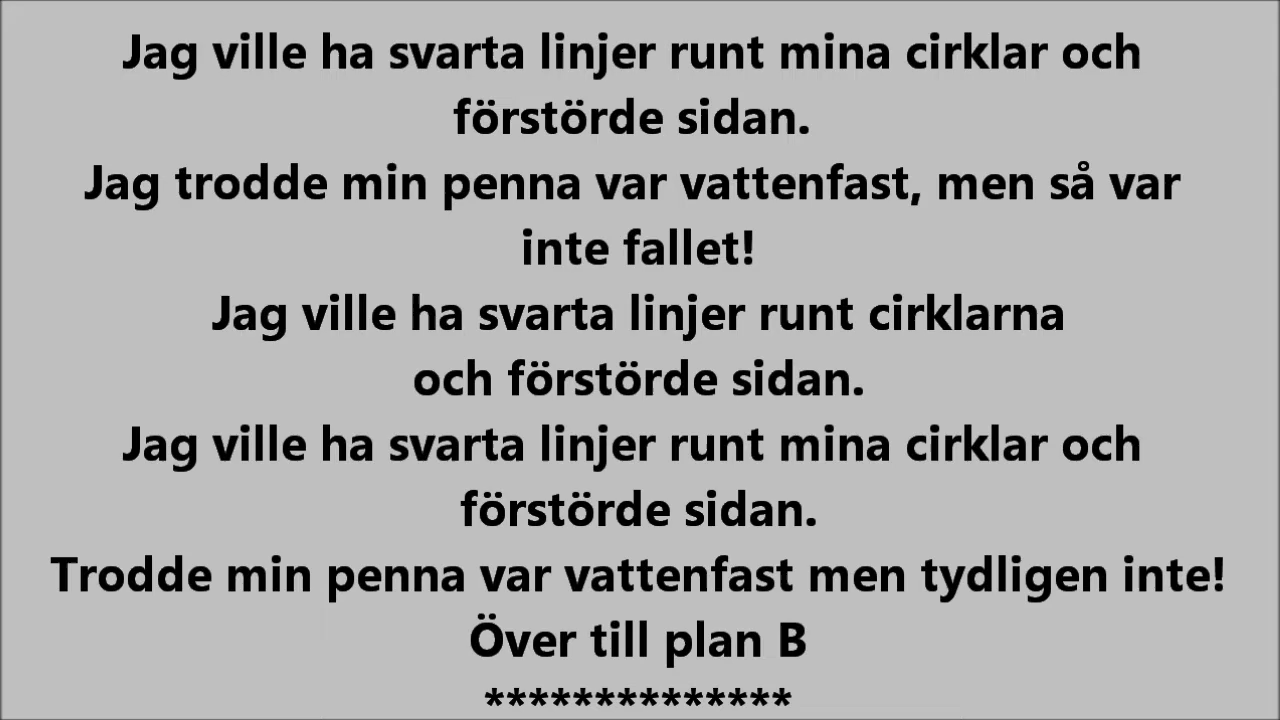 Jag ville ha svarta linjer runt mina cirklar och
förstörde sidan.
Jag trodde min penna var vattenfast, men så var
inte fallet!
Jag ville ha svarta linjer runt cirklarna
och förstörde sidan.
Jag ville ha svarta linjer runt mina cirklar och
förstörde sidan.
Trodde min penna var vattenfast men tydligen inte!
Över till plan B
**************